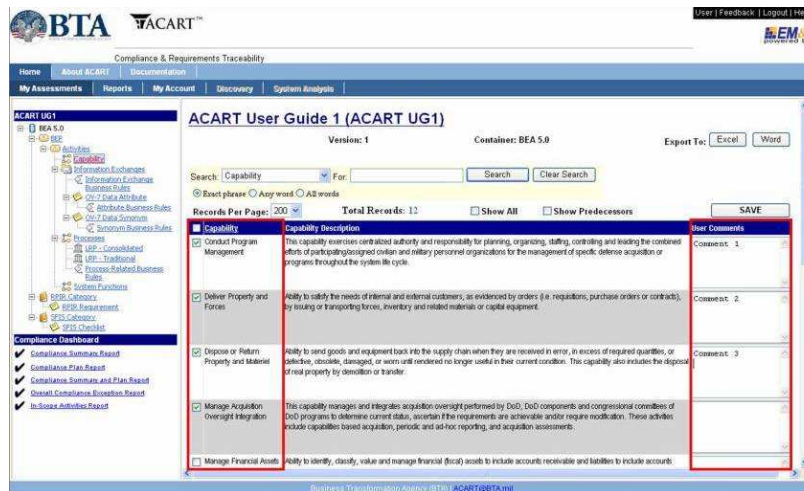 BTA
TACART™
User | Feedback | Logout | He
EM
powered
Compliance & Requirements Traceability
Home
About ACART
Documentation
My Assessments
Reports
My Account
Discovery
System Analysis
ACART UG1
BEA 5.0
BEP
Activities
Capability
Information Exchanges
Information Exchange
Business Rules
OV-7 Data Attribute
Attribute Business Rules
OV-7 Data Synonym
Synonym Business Rules
Processes
LRP - Consolidated
LRP - Traditional
Process-Related Business
Rules
System Functions
RPIR Category
RPIR Requirement
SFIS Category
SFIS Checklist
Compliance Dashboard
Compliance Summary Report
Compliance Plan Report
Compliance Summary and Plan Report
Overall Compliance Exception Report
In-Scope Activities Report
ACART User Guide 1 (ACART UG1)
Version: 1
Container: BEA 5.0
Export To:
Excel
Word
Search:
Capability
For:
Search
Clear Search
Exact phrase
Any word
All words
Records Per Page:
200
Total Records: 12
Show All
Show Predecessors
SAVE
Capability
Capability Description
User Comments
Conduct Program
Management
This capability exercises centralized authority and responsibility for planning, organizing, staffing, controlling and leading the combined
efforts of participating/assigned civilian and military personnel organizations for the management of specific defense acquisition or
programs throughout the system life cycle.
Comment 1
Deliver Property and
Forces
Ability to satisfy the needs of internal and external customers, as evidenced by orders (i.e. requisitions, purchase orders or contracts),
by issuing or transporting forces, inventory and related materials or capital equipment.
Comment 2
Dispose or Return
Property and Materiel
Ability to send goods and equipment back into the supply chain when they are received in error, in excess of required quantities, or
defective, obsolete, damaged, or worn until rendered no longer useful in their current condition. This capability also includes the disposal
of real property by demolition or transfer.
Comment 3
Manage Acquisition
Oversight Integration
This capability manages and integrates acquisition oversight performed by DoD, DoD components and congressional committees of
DoD programs to determine current status, ascertain if the requirements are achievable and/or require modification. These activities
include capabilities based acquisition, periodic and ad-hoc reporting, and acquisition assessments.
Manage Financial Assets
Ability to identify, classify, value and manage financial (fiscal) assets to include accounts receivable and liabilities to include accounts
Business Transformation Agency (BTA) | ACART@BTA.mil